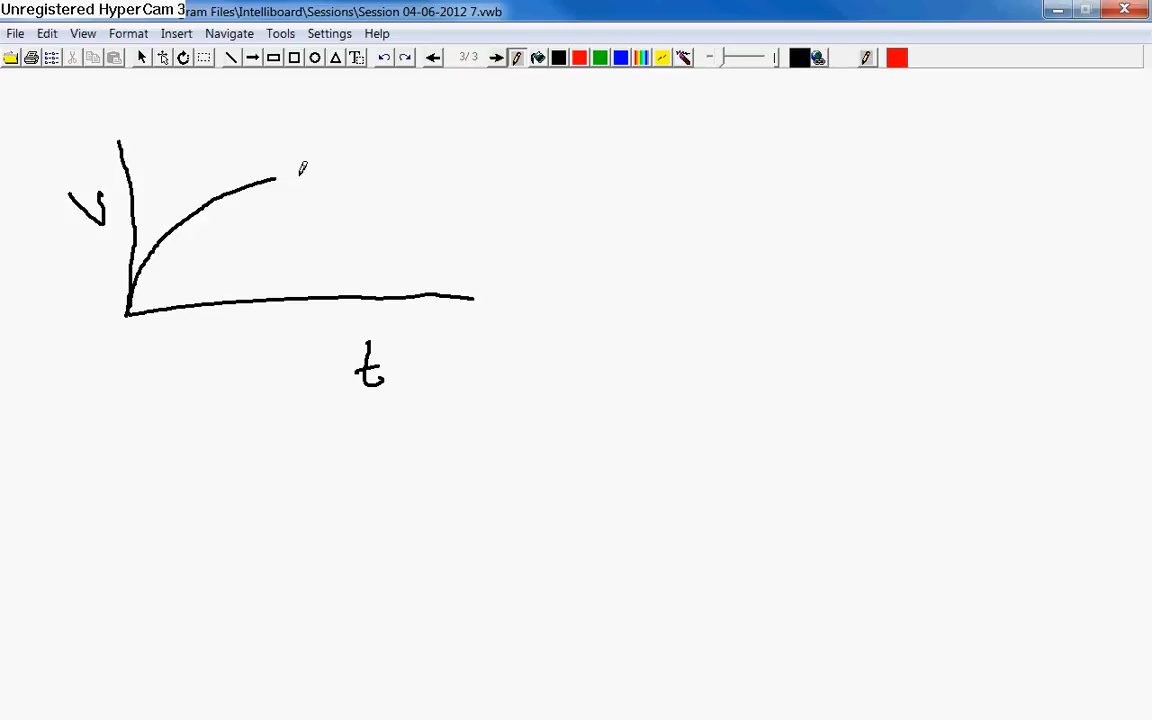 Unregistered HyperCam 3
ram Files\Intelliboard\Sessions\Session 04-06-2012 7.vwb
File Edit View Format Insert Navigate Tools Settings Help
3/3
V
t